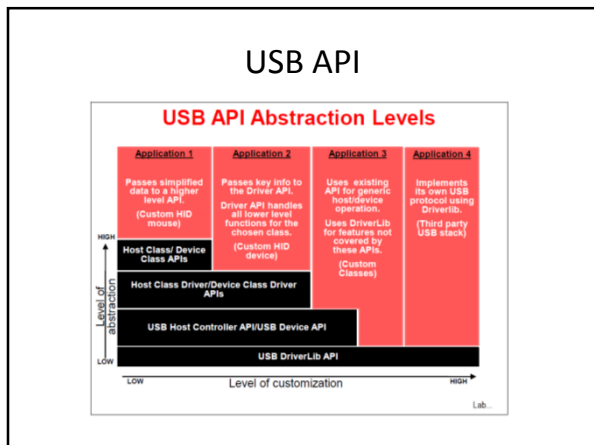 USB API
USB API Abstraction Levels
Application 1
Passes simplified
data to a higher
level API.
(Custom HID
mouse)
Application 2
Passes key info to
the Driver API.
Driver API handles
all lower level
functions for the
chosen class.
(Custom HID
device)
Application 3
Uses existing
API for generic
host/device
operation.
Uses DriverLib
for features not
covered by
these APIs.
(Custom
Classes)
Application 4
Implements
its own USB
protocol using
Driverlib.
(Third party
USB stack)
HIGH
Host Class/ Device
Class APIs
Host Class Driver/Device Class Driver
APIs
USB Host Controller API/USB Device API
USB DriverLib API
Level of
abstraction
LOW
LOW
Level of customization
HIGH
Lab...